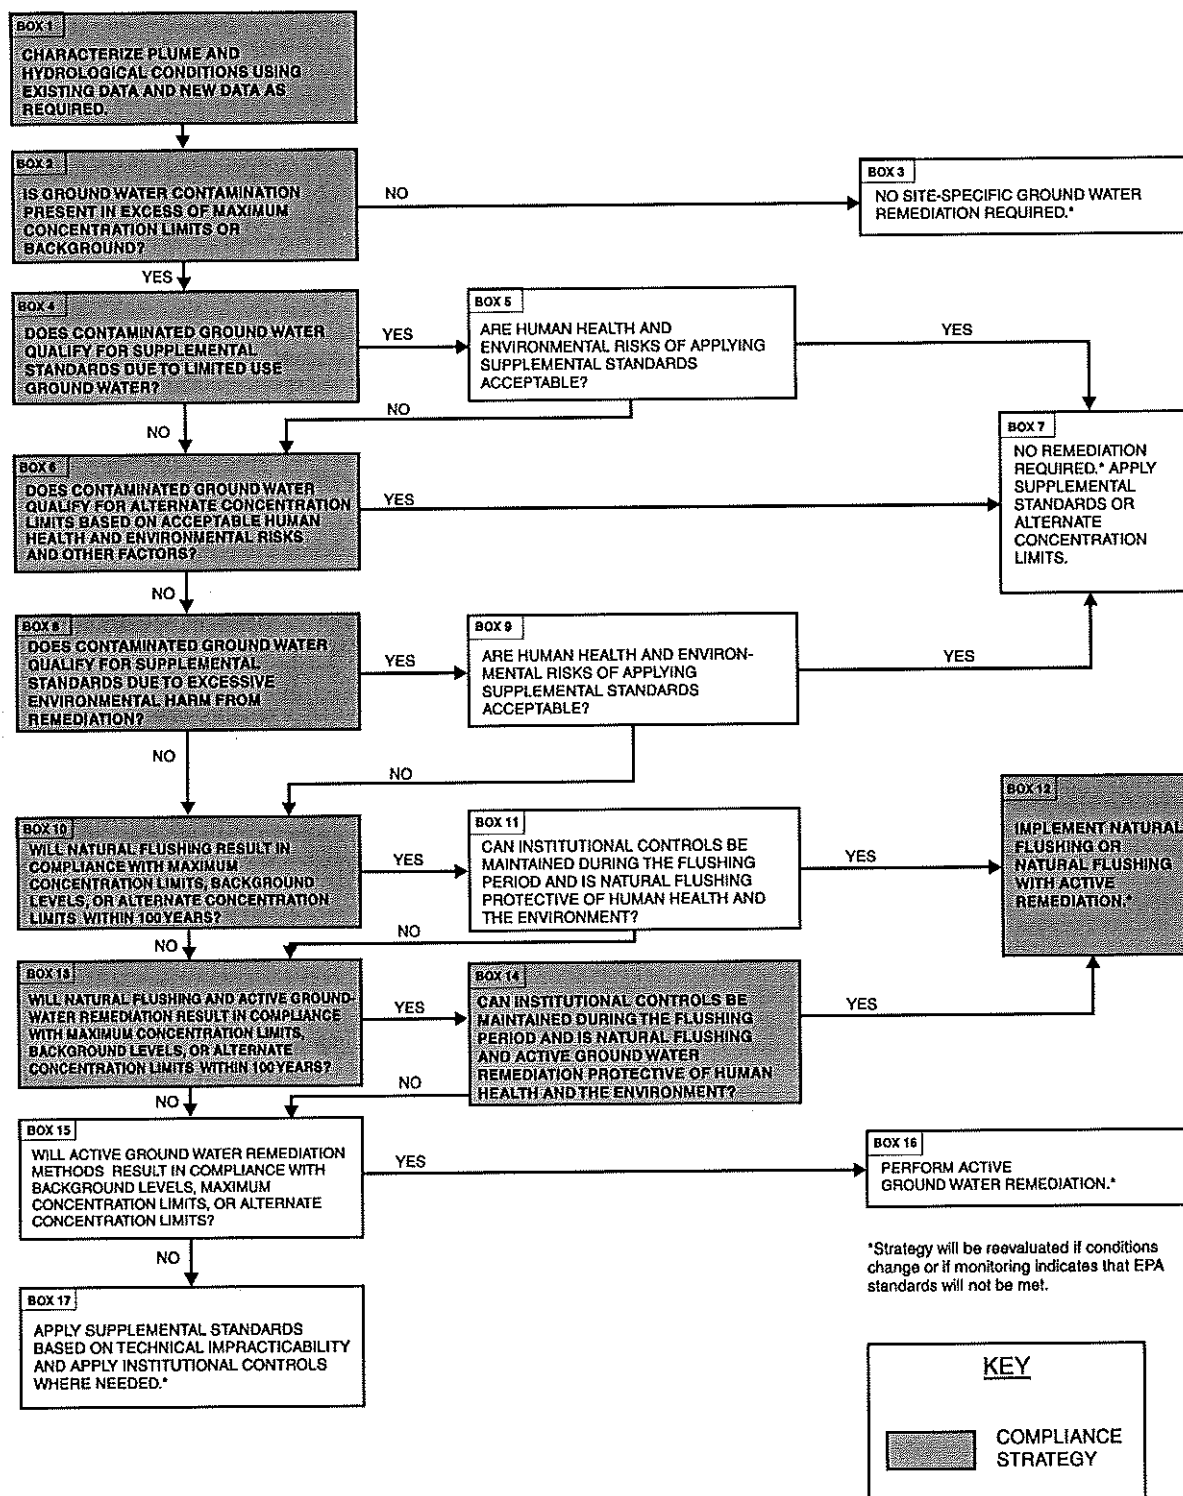 BOX 1
CHARACTERIZE PLUME AND
HYDROLOGICAL CONDITIONS USING
EXISTING DATA AND NEW DATA AS
REQUIRED.
BOX 2
IS GROUND WATER CONTAMINATION
PRESENT IN EXCESS OF MAXIMUM
CONCENTRATION LIMITS OR
BACKGROUND?
NO
BOX 3
NO SITE-SPECIFIC GROUND WATER
REMEDIATION REQUIRED.*
YES
BOX 4
DOES CONTAMINATED GROUND WATER
QUALIFY FOR SUPPLEMENTAL
STANDARDS DUE TO LIMITED USE
GROUND WATER?
YES
BOX 5
ARE HUMAN HEALTH AND
ENVIRONMENTAL RISKS OF APPLYING
SUPPLEMENTAL STANDARDS
ACCEPTABLE?
YES
NO
NO
BOX 6
DOES CONTAMINATED GROUND WATER
QUALIFY FOR ALTERNATE CONCENTRATION
LIMITS BASED ON ACCEPTABLE HUMAN
HEALTH AND ENVIRONMENTAL RISKS
AND OTHER FACTORS?
YES
BOX 7
NO REMEDIATION
REQUIRED.* APPLY
SUPPLEMENTAL
STANDARDS OR
ALTERNATE
CONCENTRATION
LIMITS.
NO
BOX 8
DOES CONTAMINATED GROUND WATER
QUALIFY FOR SUPPLEMENTAL
STANDARDS DUE TO EXCESSIVE
ENVIRONMENTAL HARM FROM
REMEDIATION?
YES
BOX 9
ARE HUMAN HEALTH AND ENVIRON-
MENTAL RISKS OF APPLYING
SUPPLEMENTAL STANDARDS
ACCEPTABLE?
YES
NO
NO
BOX 10
WILL NATURAL FLUSHING RESULT IN
COMPLIANCE WITH MAXIMUM
CONCENTRATION LIMITS, BACKGROUND
LEVELS, OR ALTERNATE CONCENTRATION
LIMITS WITHIN 100 YEARS?
YES
BOX 11
CAN INSTITUTIONAL CONTROLS BE
MAINTAINED DURING THE FLUSHING
PERIOD AND IS NATURAL FLUSHING
PROTECTIVE OF HUMAN HEALTH AND
THE ENVIRONMENT?
YES
BOX 12
IMPLEMENT NATURAL
FLUSHING OR
NATURAL FLUSHING
WITH ACTIVE
REMEDIATION.*
NO
NO
BOX 13
WILL NATURAL FLUSHING AND ACTIVE GROUND-
WATER REMEDIATION RESULT IN COMPLIANCE
WITH MAXIMUM CONCENTRATION LIMITS,
BACKGROUND LEVELS, OR ALTERNATE
CONCENTRATION LIMITS WITHIN 100 YEARS?
YES
BOX 14
CAN INSTITUTIONAL CONTROLS BE
MAINTAINED DURING THE FLUSHING
PERIOD AND IS NATURAL FLUSHING
AND ACTIVE GROUND WATER
REMEDIATION PROTECTIVE OF HUMAN
HEALTH AND THE ENVIRONMENT?
YES
NO
NO
BOX 15
WILL ACTIVE GROUND WATER REMEDIATION
METHODS RESULT IN COMPLIANCE WITH
BACKGROUND LEVELS, MAXIMUM
CONCENTRATION LIMITS, OR ALTERNATE
CONCENTRATION LIMITS?
YES
BOX 16
PERFORM ACTIVE
GROUND WATER REMEDIATION.*
NO
*Strategy will be reevaluated if conditions
change or if monitoring indicates that EPA
standards will not be met.
BOX 17
APPLY SUPPLEMENTAL STANDARDS
BASED ON TECHNICAL IMPRACTICABILITY
AND APPLY INSTITUTIONAL CONTROLS
WHERE NEEDED.*
KEY
COMPLIANCE
STRATEGY